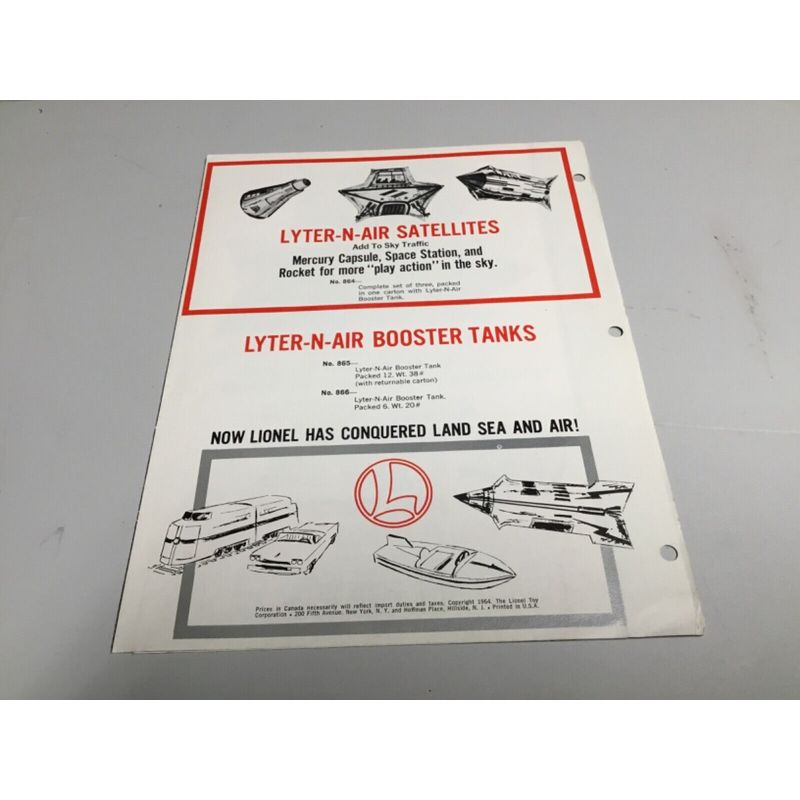 LYTER-N-AIR SATELLITES
Add To Sky Traffic
Mercury Capsule, Space Station, and
Rocket for more "play action" in the sky.
No. 864—
Complete set of three, packed
in one carton with Lyter-N-Air
Booster Tank.
LYTER-N-AIR BOOSTER TANKS
No. 865—
Lyter-N-Air Booster Tank
Packed 12. Wt. 38#
(with returnable carton)
No. 866—
Lyter-N-Air Booster Tank.
Packed 6. Wt. 20#
NOW LIONEL HAS CONQUERED LAND SEA AND AIR!
L
Prices in Canada necessarily will reflect import duties and taxes. Copyright 1964. The Lionel Toy
Corporation • 200 Fifth Avenue, New York, N. Y. and Hoffman Place, Hillside, N. J. • Printed in U.S.A.